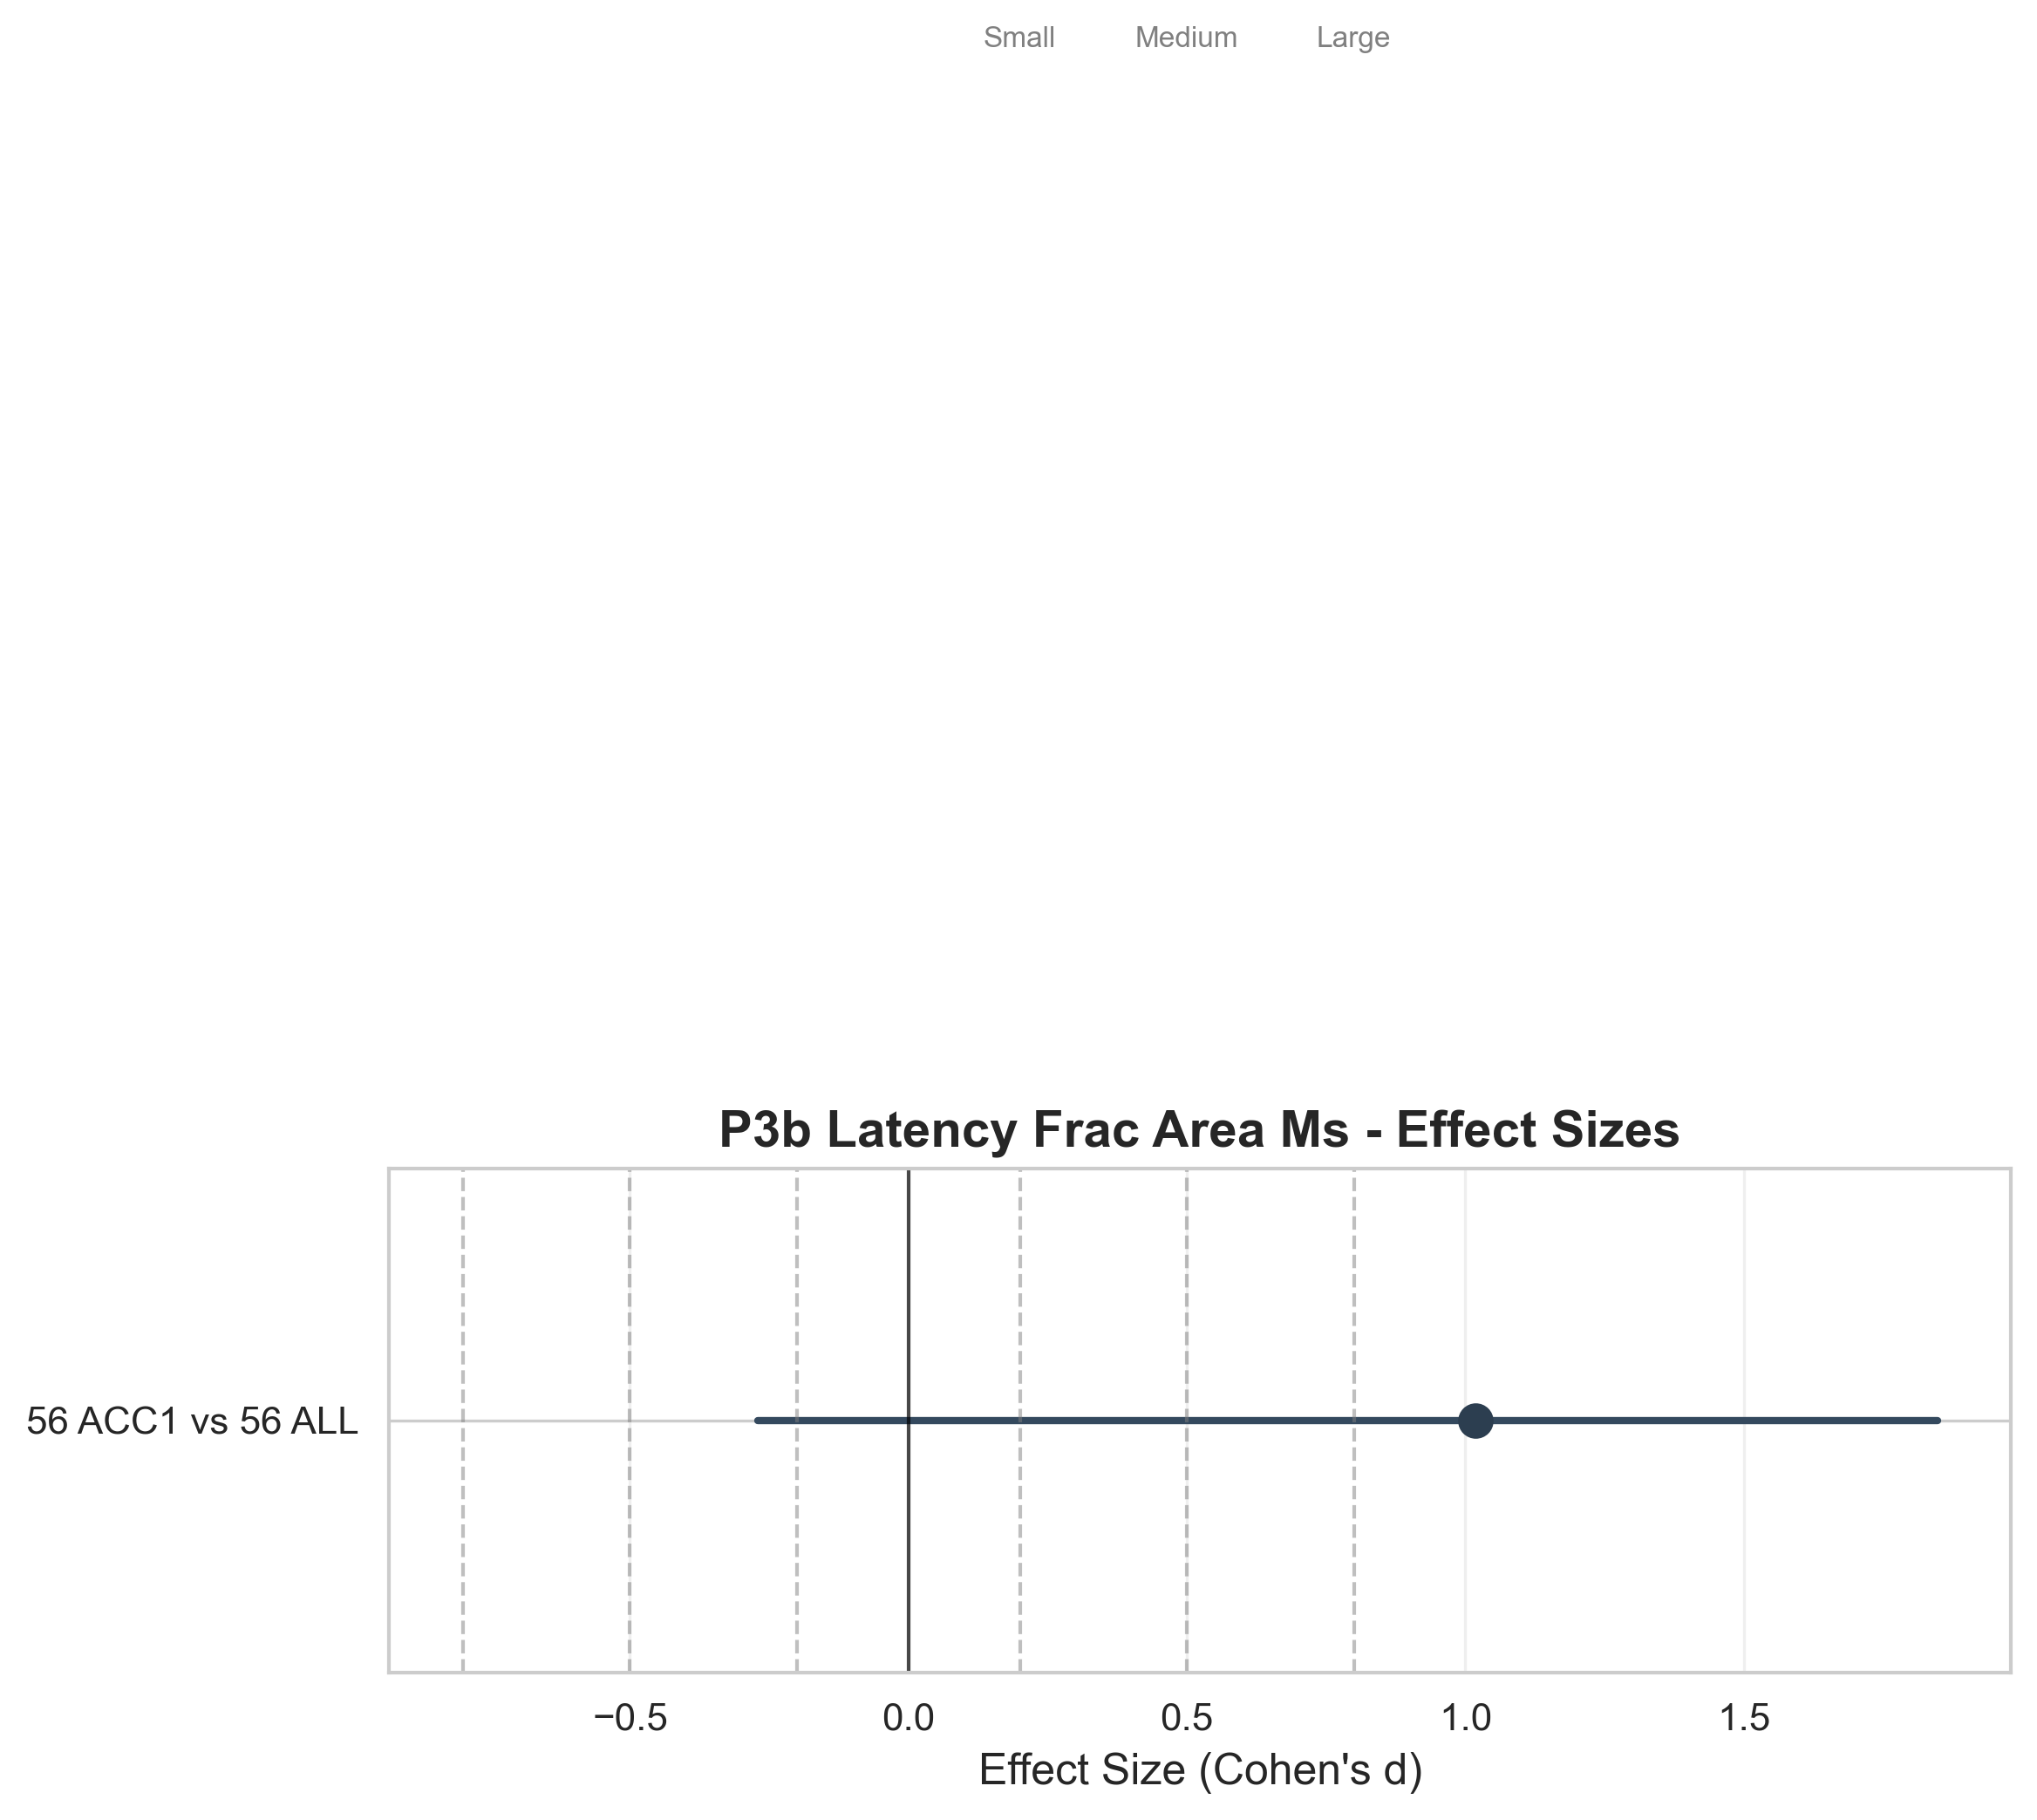 Small Medium Large
P3b Latency Frac Area Ms - Effect Sizes
56 ACC1 vs 56 ALL
−0.5 0.0 0.5 1.0 1.5
Effect Size (Cohen's d)